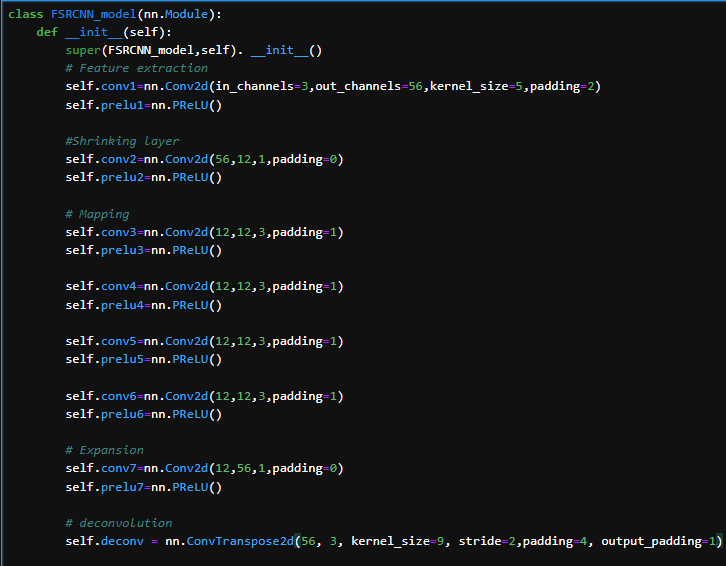 class FSRCNN_model(nn.Module):
    def __init__(self):
        super(FSRCNN_model,self). __init__()
        # Feature extraction
        self.conv1=nn.Conv2d(in_channels=3,out_channels=56,kernel_size=5,padding=2)
        self.prelu1=nn.PReLU()
        #Shrinking layer
        self.conv2=nn.Conv2d(56,12,1,padding=0)
        self.prelu2=nn.PReLU()
        # Mapping
        self.conv3=nn.Conv2d(12,12,3,padding=1)
        self.prelu3=nn.PReLU()
        self.conv4=nn.Conv2d(12,12,3,padding=1)
        self.prelu4=nn.PReLU()
        self.conv5=nn.Conv2d(12,12,3,padding=1)
        self.prelu5=nn.PReLU()
        self.conv6=nn.Conv2d(12,12,3,padding=1)
        self.prelu6=nn.PReLU()
        # Expansion
        self.conv7=nn.Conv2d(12,56,1,padding=0)
        self.prelu7=nn.PReLU()
        # deconvolution
        self.deconv = nn.ConvTranspose2d(56, 3, kernel_size=9, stride=2,padding=4, output_padding=1)